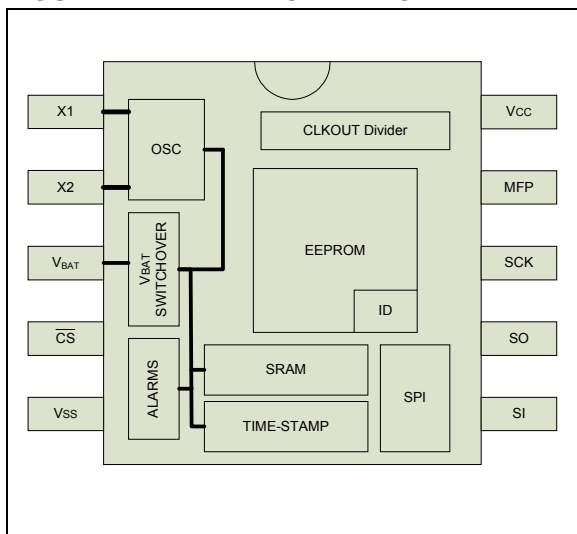 X1
X2
VBAT
CS
Vss
OSC
VBAT
SWITCHOVER
ALARMS
CLKOUT Divider
EEPROM
ID
SRAM
TIME-STAMP
SPI
Vcc
MFP
SCK
SO
SI